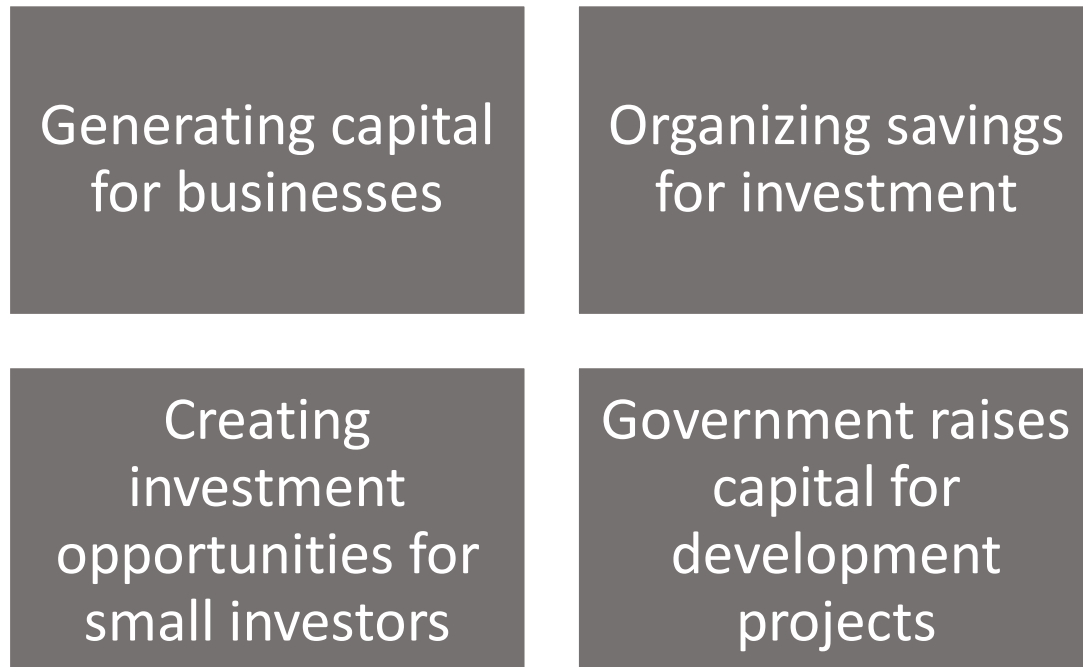 Generating capital
for businesses
Organizing savings
for investment
Creating
investment
opportunities for
small investors
Government raises
capital for
development
projects